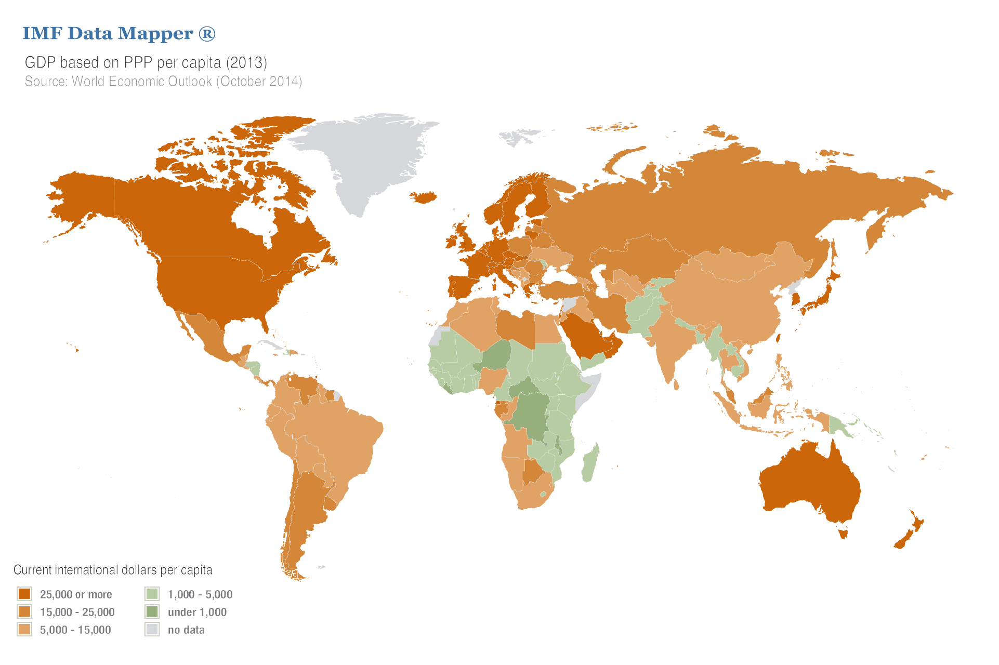 IMF Data Mapper ®
GDP based on PPP per capita (2013)
Source: World Economic Outlook (October 2014)
Current international dollars per capita
25,000 or more
15,000 - 25,000
5,000 - 15,000
1,000 - 5,000
under 1,000
no data